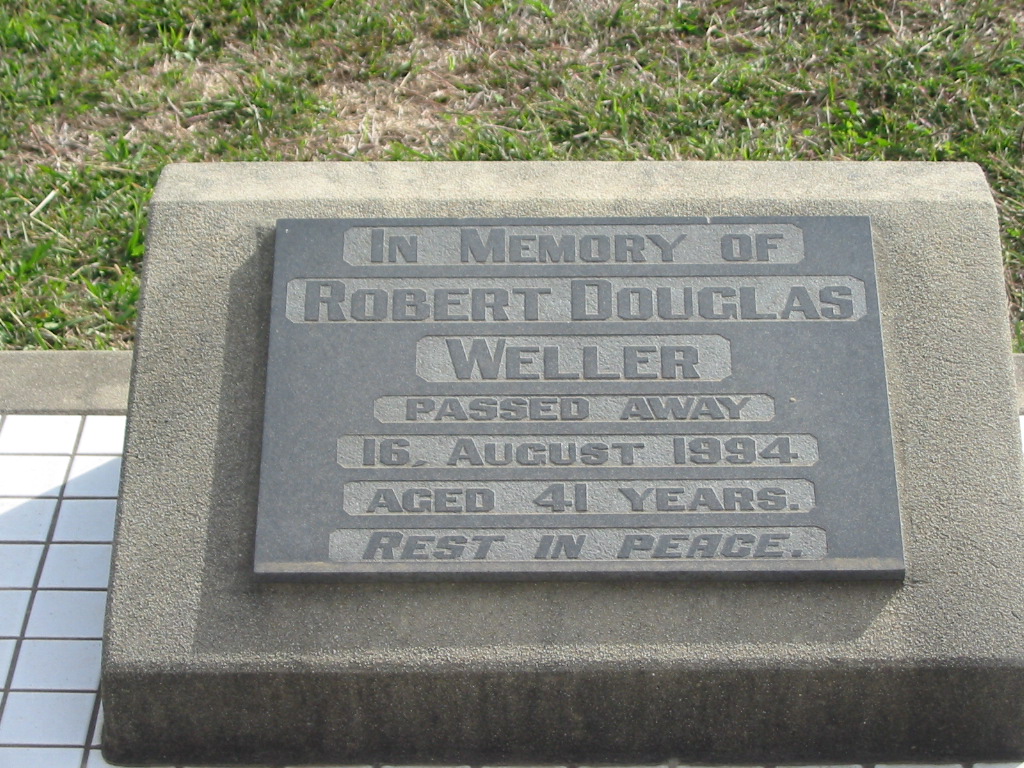 IN MEMORY OF
ROBERT DOUGLAS
WELLER
PASSED AWAY
16, AUGUST 1994
AGED 41 YEARS.
REST IN PEACE.